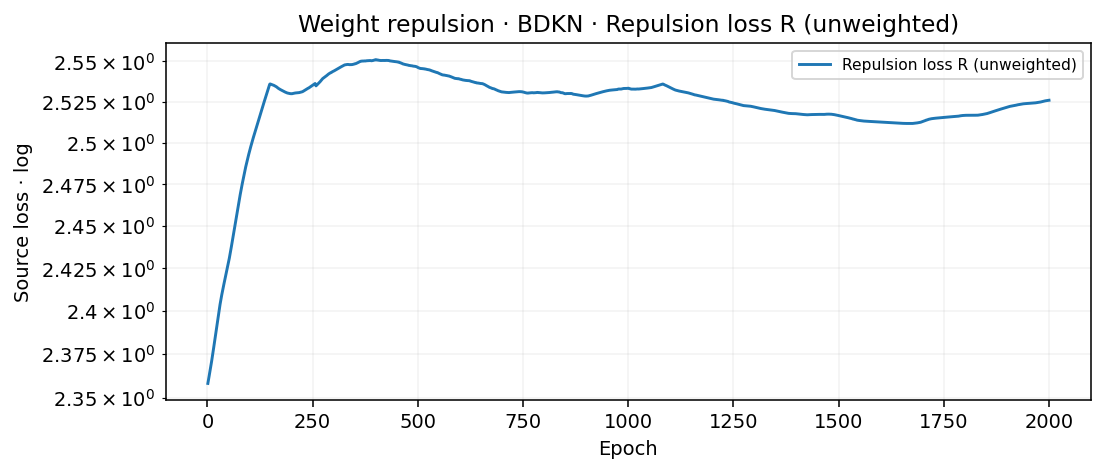 Weight repulsion · BDKN · Repulsion loss R (unweighted)
Repulsion loss R (unweighted)
Source loss · log
2.55 × 10⁰
2.525 × 10⁰
2.5 × 10⁰
2.475 × 10⁰
2.45 × 10⁰
2.425 × 10⁰
2.4 × 10⁰
2.375 × 10⁰
2.35 × 10⁰
0 250 500 750 1000 1250 1500 1750 2000
Epoch